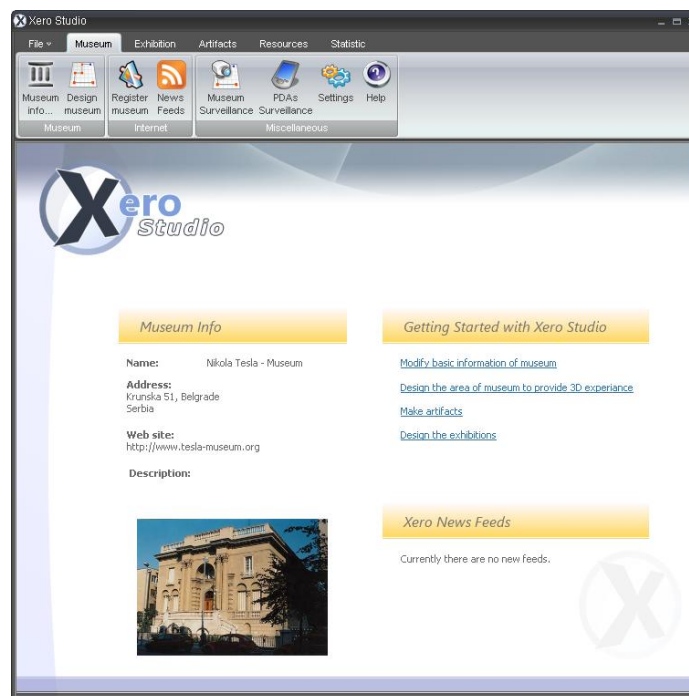 Xero Studio
File Museum Exhibition Artifacts Resources Statistic
Museum info... Design museum Register museum News Feeds Museum Surveillance PDAs Surveillance Settings Help
Museum Internet Miscellaneous
Xero
Studio
Museum Info
Name: Nikola Tesla - Museum
Address:
Krunska 51, Belgrade
Serbia
Web site:
http://www.tesla-museum.org
Description:
Getting Started with Xero Studio
Modify basic information of museum
Design the area of museum to provide 3D experiance
Make artifacts
Design the exhibitions
Xero News Feeds
Currently there are no new feeds.
X